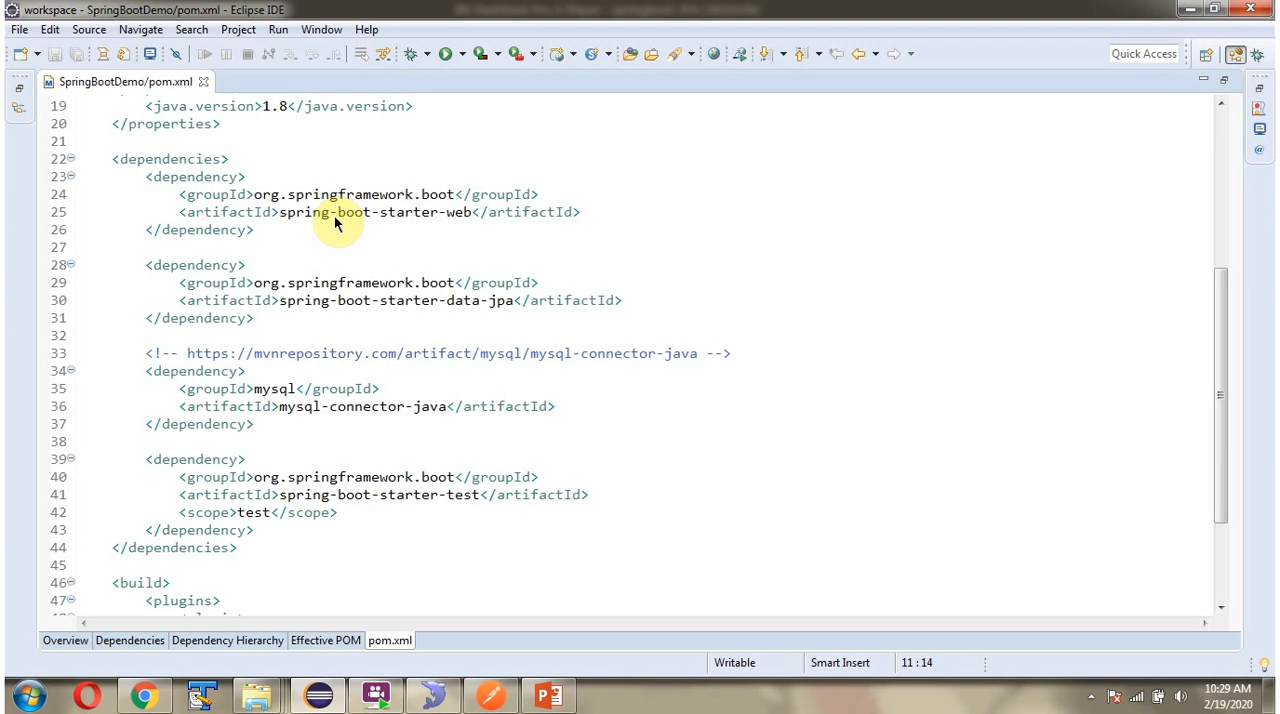 workspace - SpringBootDemo/pom.xml - Eclipse IDE
File Edit Source Navigate Search Project Run Window Help
Quick Access
SpringBootDemo/pom.xml
19 <java.version>1.8</java.version>
20 </properties>
21
22 <dependencies>
23 <dependency>
24 <groupId>org.springframework.boot</groupId>
25 <artifactId>spring-boot-starter-web</artifactId>
26 </dependency>
27
28 <dependency>
29 <groupId>org.springframework.boot</groupId>
30 <artifactId>spring-boot-starter-data-jpa</artifactId>
31 </dependency>
32
33 <!-- https://mvnrepository.com/artifact/mysql/mysql-connector-java -->
34 <dependency>
35 <groupId>mysql</groupId>
36 <artifactId>mysql-connector-java</artifactId>
37 </dependency>
38
39 <dependency>
40 <groupId>org.springframework.boot</groupId>
41 <artifactId>spring-boot-starter-test</artifactId>
42 <scope>test</scope>
43 </dependency>
44 </dependencies>
45
46 <build>
47 <plugins>
Overview Dependencies Dependency Hierarchy Effective POM pom.xml
Writable Smart Insert 11 : 14
10:29 AM
2/19/2020